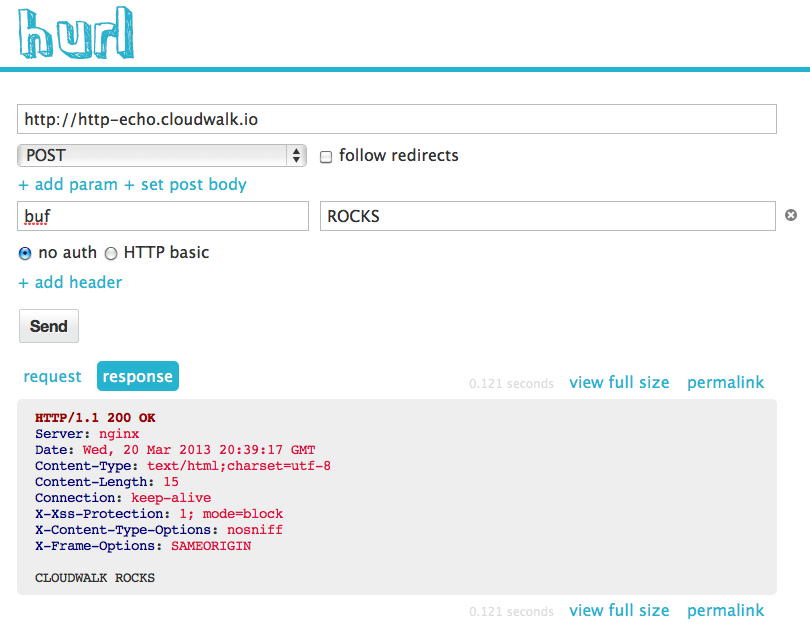 hurl
http://http-echo.cloudwalk.io
POST follow redirects
+ add param + set post body
buf ROCKS
no auth HTTP basic
+ add header
Send
request response 0.121 seconds view full size permalink
HTTP/1.1 200 OK
Server: nginx
Date: Wed, 20 Mar 2013 20:39:17 GMT
Content-Type: text/html;charset=utf-8
Content-Length: 15
Connection: keep-alive
X-Xss-Protection: 1; mode=block
X-Content-Type-Options: nosniff
X-Frame-Options: SAMEORIGIN
CLOUDWALK ROCKS
0.121 seconds view full size permalink